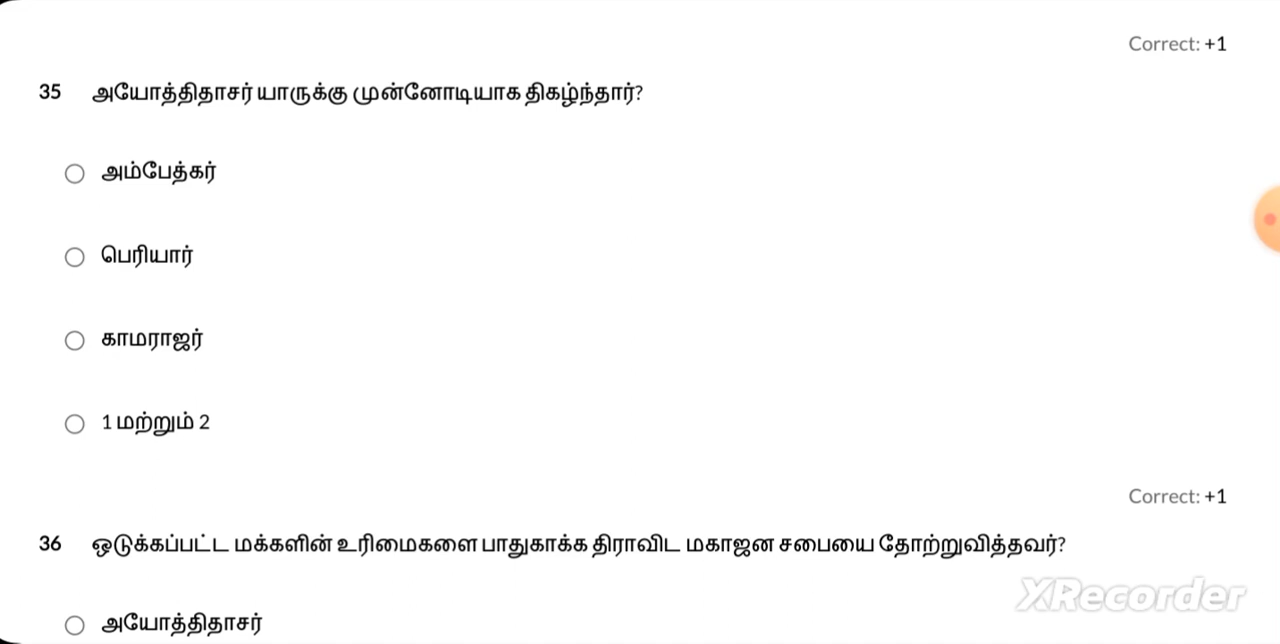 Correct: +1
35 அயோத்திதாசர் யாருக்கு முன்னோடியாக திகழ்ந்தார்?
அம்பேத்கர்
பெரியார்
காமராஜர்
1 மற்றும் 2
Correct: +1
36 ஒடுக்கப்பட்ட மக்களின் உரிமைகளை பாதுகாக்க திராவிட மகாஜன சபையை தோற்றுவித்தவர்?
XRecorder
அயோத்திதாசர்